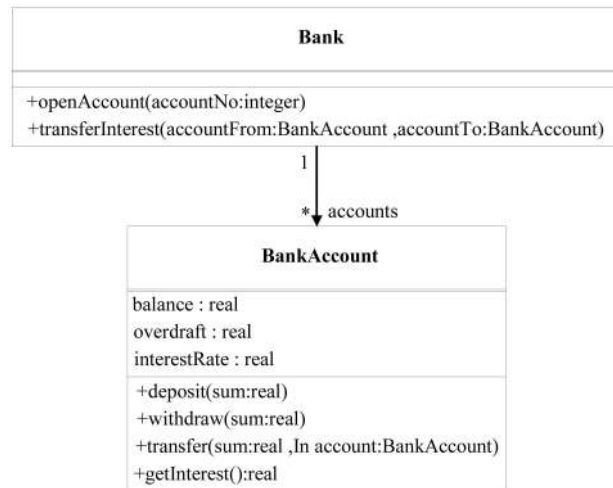 Bank
+openAccount(accountNo:integer)
+transferInterest(accountFrom:BankAccount ,accountTo:BankAccount)
1
* accounts
BankAccount
balance : real
overdraft : real
interestRate : real
+deposit(sum:real)
+withdraw(sum:real)
+transfer(sum:real ,In account:BankAccount)
+getInterest():real